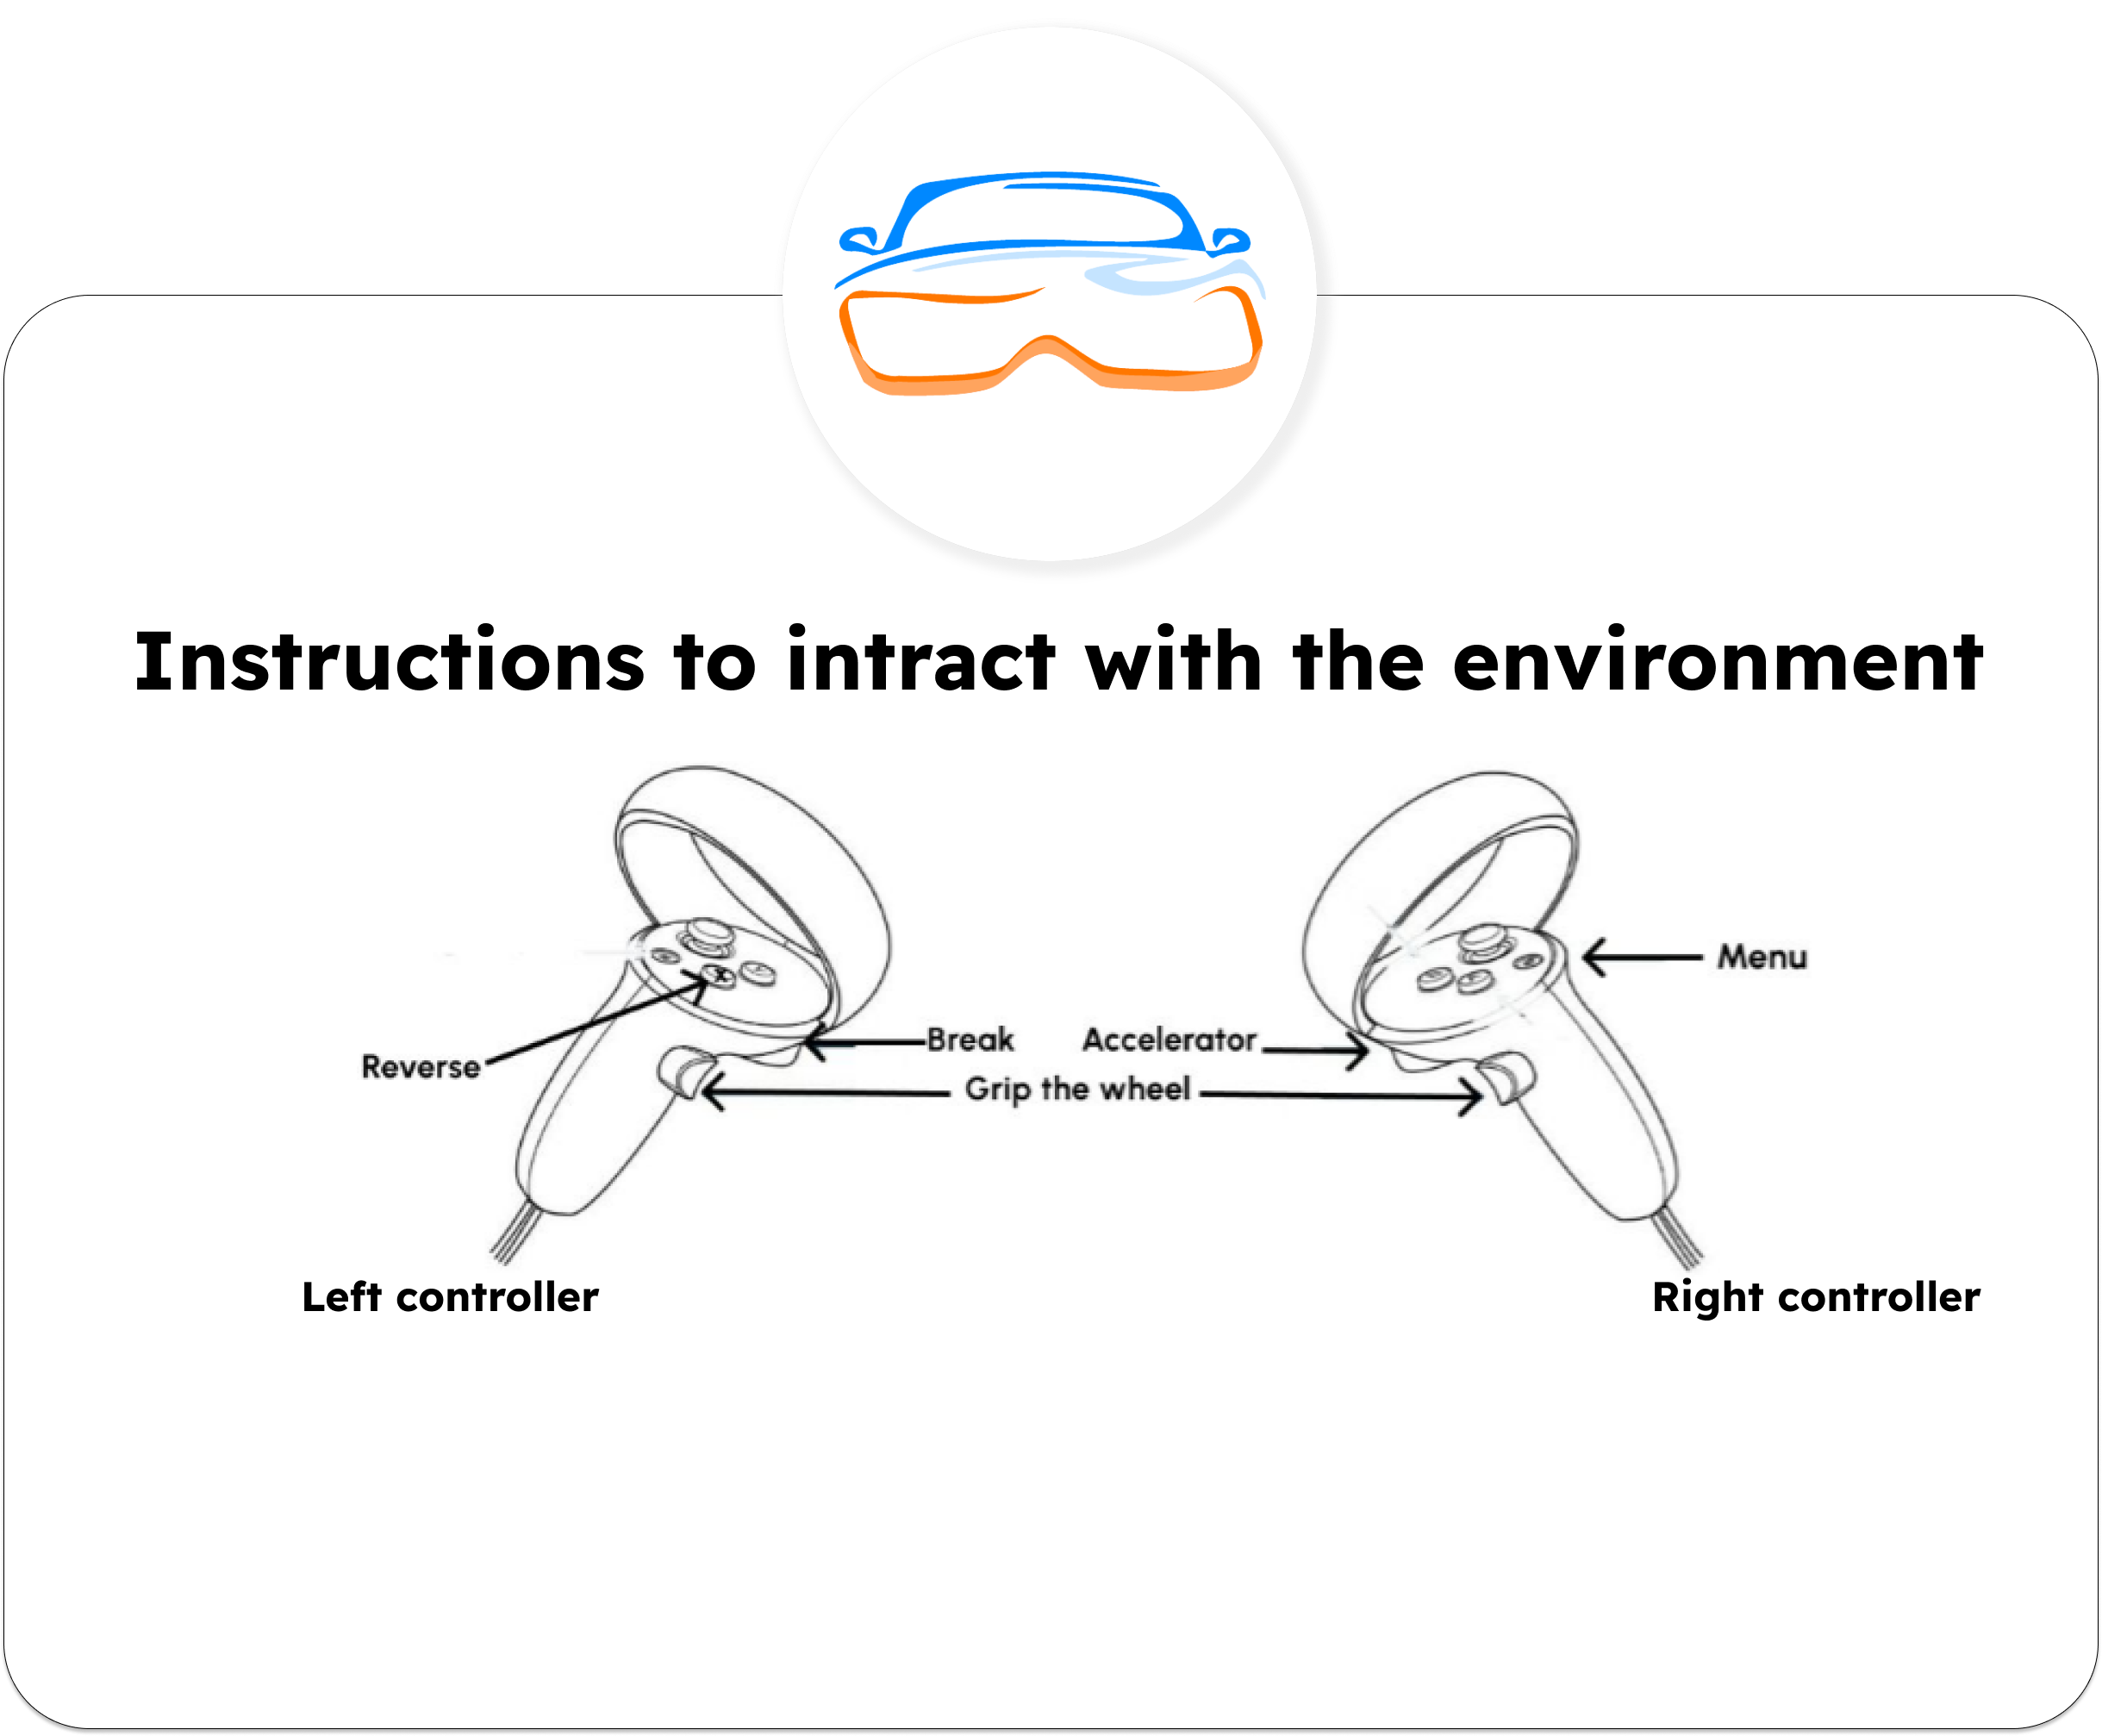 Instructions to intract with the environment
Menu
Break
Accelerator
Reverse
Grip the wheel
Left controller
Right controller
X